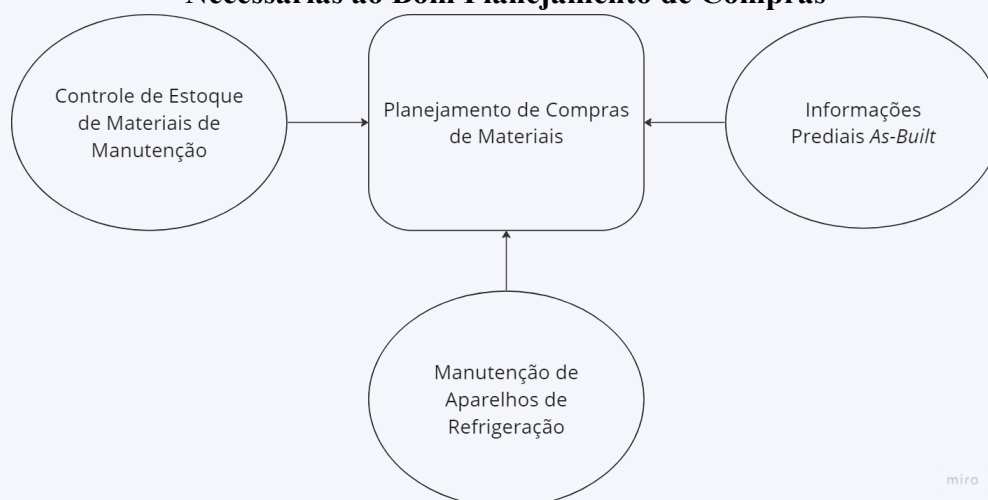 Necessárias ao Bom Planejamento de Compras
Controle de Estoque
de Materiais de
Manutenção
Planejamento de Compras
de Materiais
Informações
Prediais As-Built
Manutenção de
Aparelhos de
Refrigeração
miro